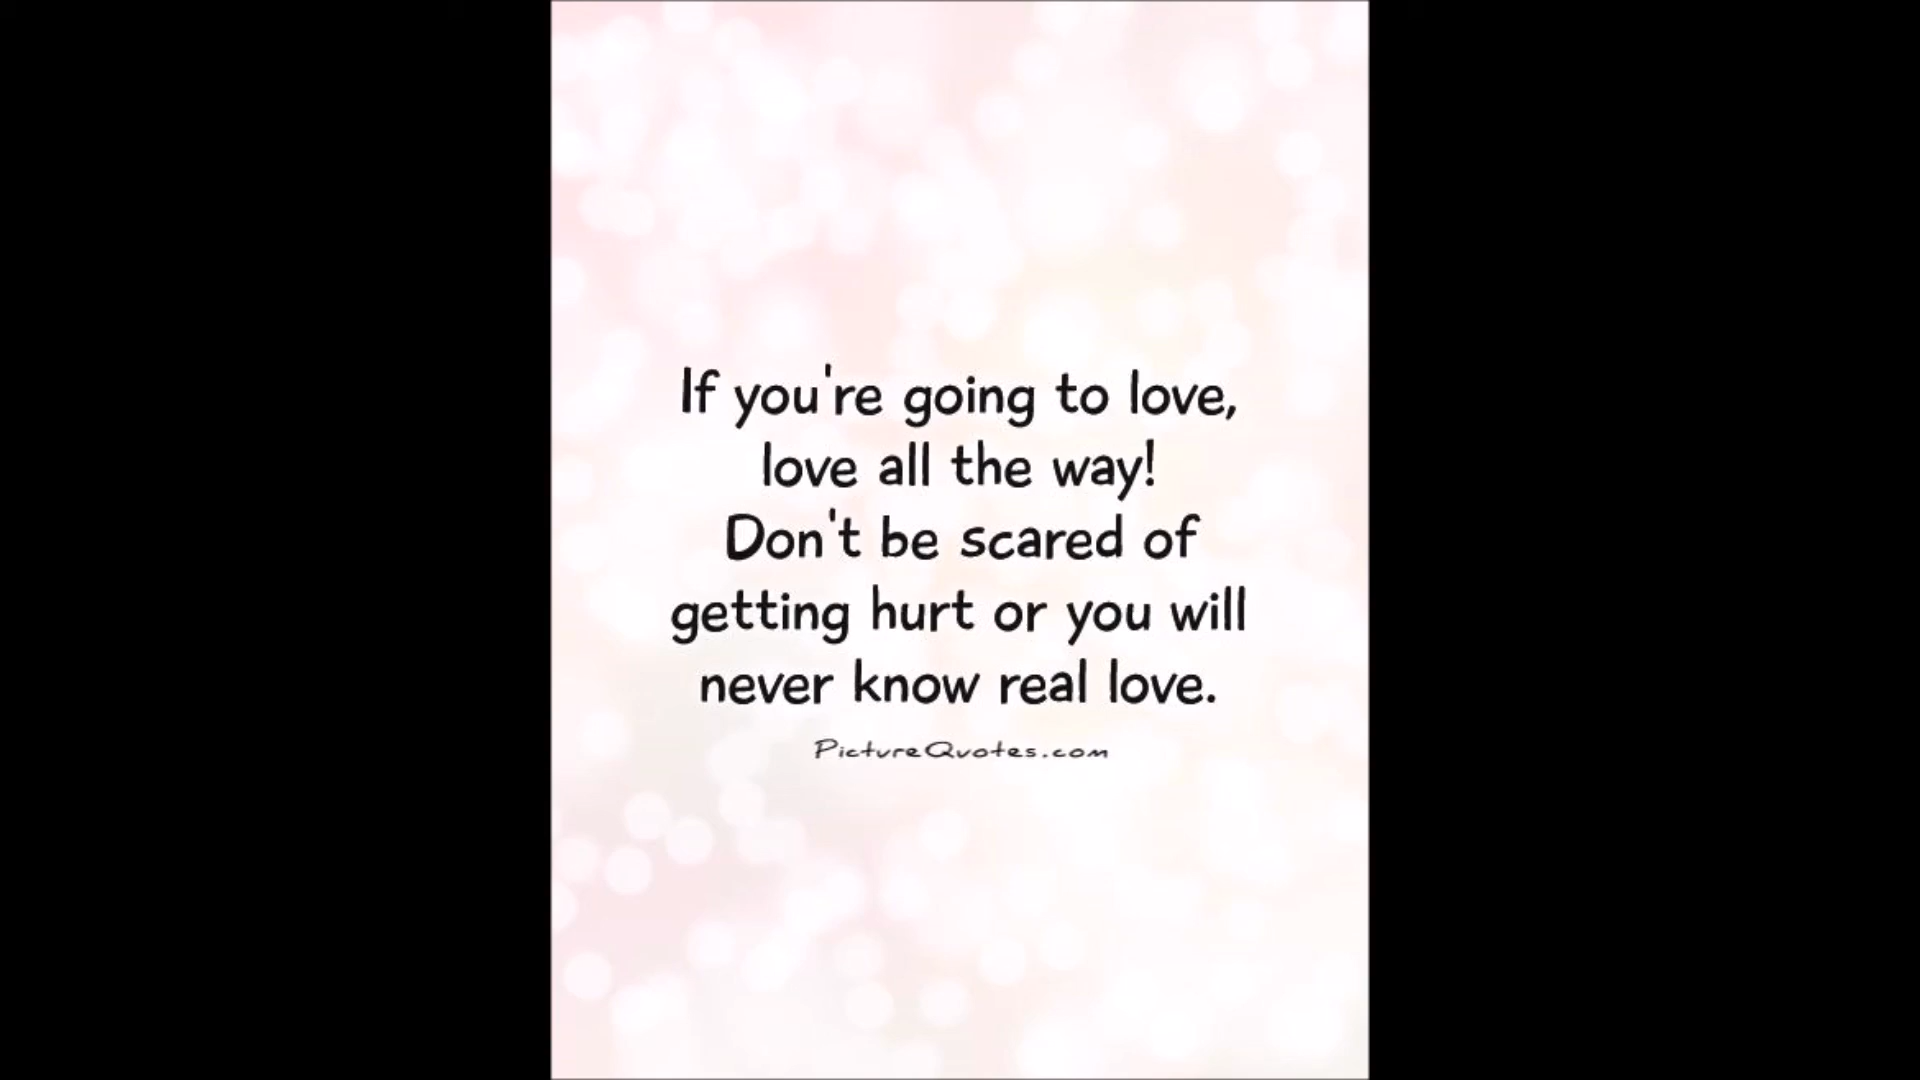 If you're going to love,
love all the way!
Don't be scared of
getting hurt or you will
never know real love.
PictureQuotes.com